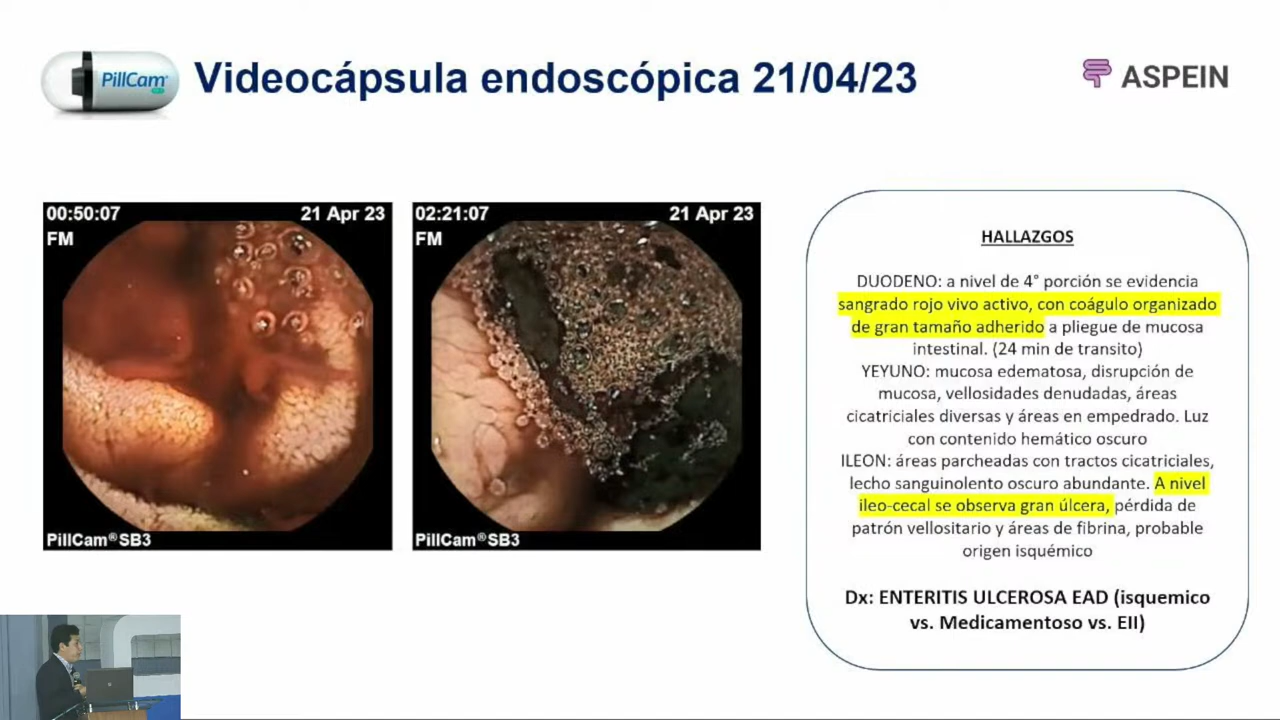 PillCam
Videocápsula endoscópica 21/04/23
ASPEIN
00:50:07
21 Apr 23
FM
PillCam®SB3
02:21:07
21 Apr 23
FM
PillCam®SB3
HALLAZGOS
DUODENO: a nivel de 4° porción se evidencia
sangrado rojo vivo activo, con coágulo organizado
de gran tamaño adherido a pliegue de mucosa
intestinal. (24 min de transito)
YEYUNO: mucosa edematosa, disrupción de
mucosa, vellosidades denudadas, áreas
cicatriciales diversas y áreas en empedrado. Luz
con contenido hemático oscuro
ILEON: áreas parcheadas con tractos cicatriciales,
lecho sanguinolento oscuro abundante. A nivel
ileo-cecal se observa gran úlcera, pérdida de
patrón vellositario y áreas de fibrina, probable
origen isquémico
Dx: ENTERITIS ULCEROSA EAD (isquemico
vs. Medicamentoso vs. EII)